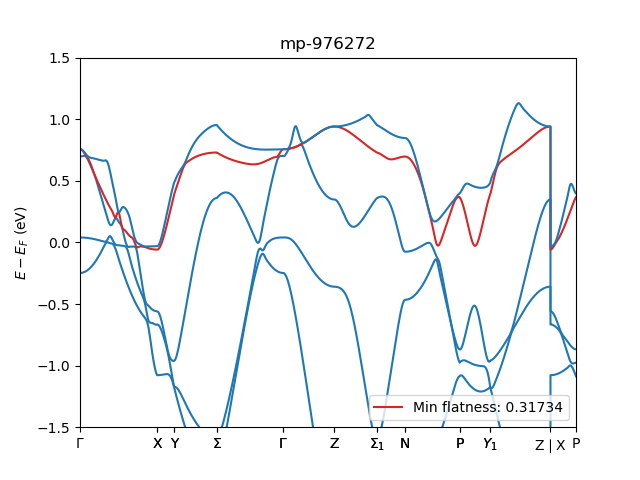 mp-976272
E − E_F (eV)
1.5
1.0
0.5
0.0
−0.5
−1.0
−1.5
Min flatness: 0.31734
Γ X Y Σ Γ Z Σ₁ N P Y₁ Z | X P